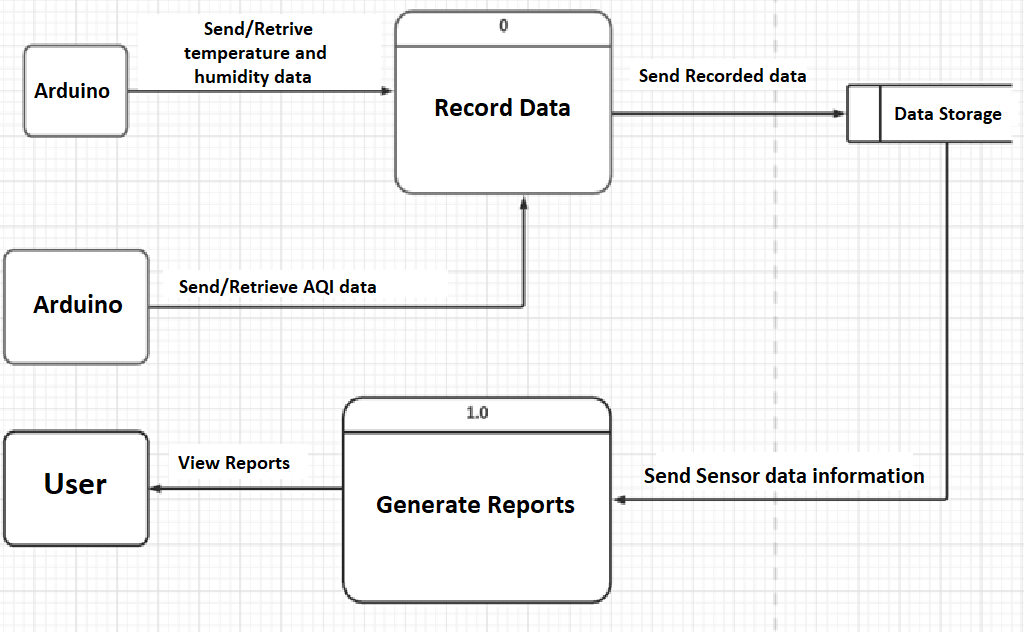 Send/Retrive
temperature and
humidity data
0
Arduino
Record Data
Send Recorded data
Data Storage
Send/Retrieve AQI data
Arduino
1.0
View Reports
User
Generate Reports
Send Sensor data information